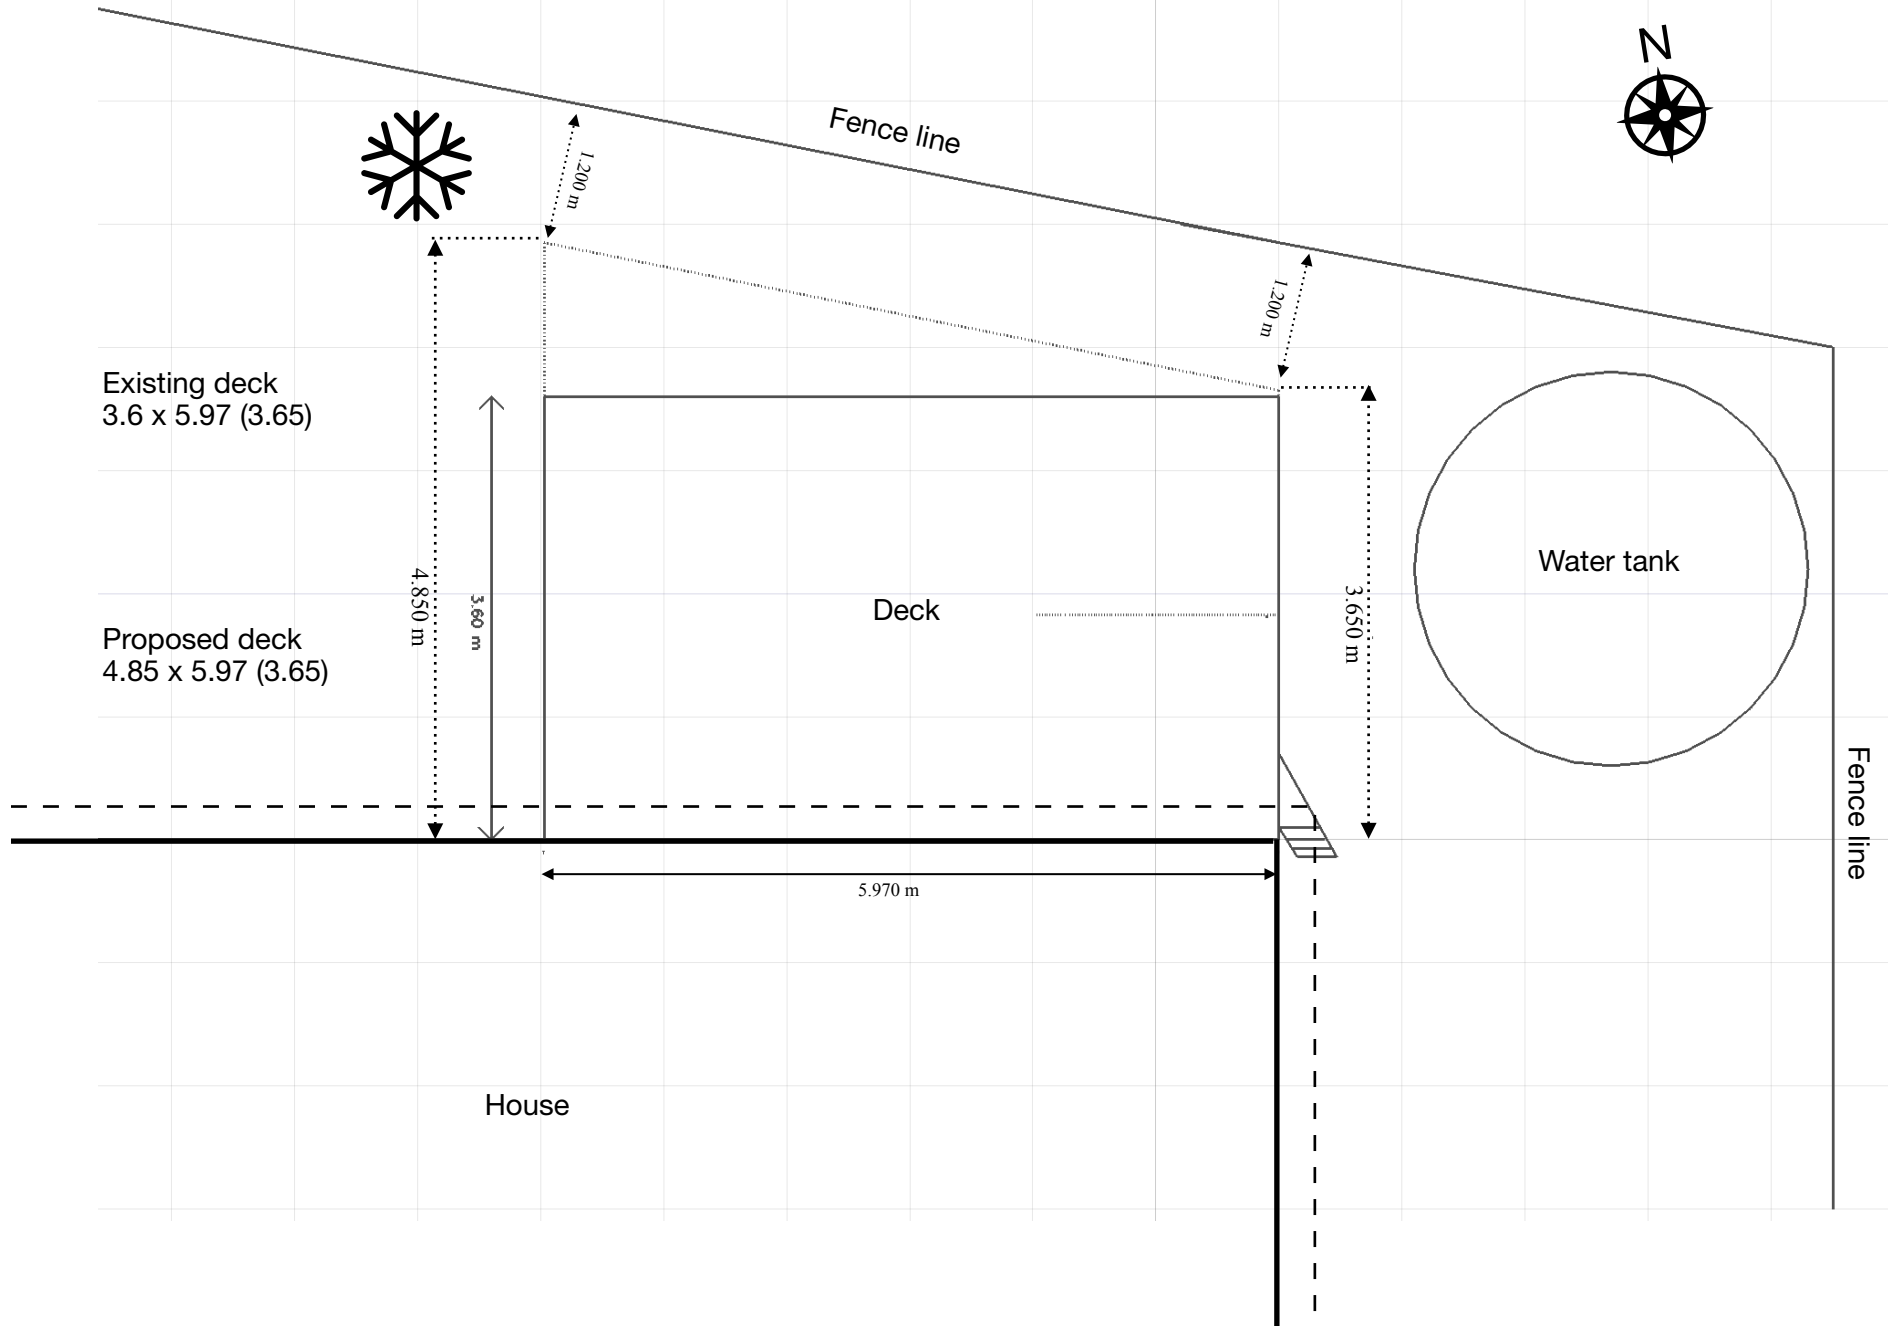 N
Fence line
1.200 m
1.200 m
Existing deck
3.6 x 5.97 (3.65)
Water tank
4.850 m
3.60 m
Deck
3.650 m
Proposed deck
4.85 x 5.97 (3.65)
Fence line
5.970 m
House